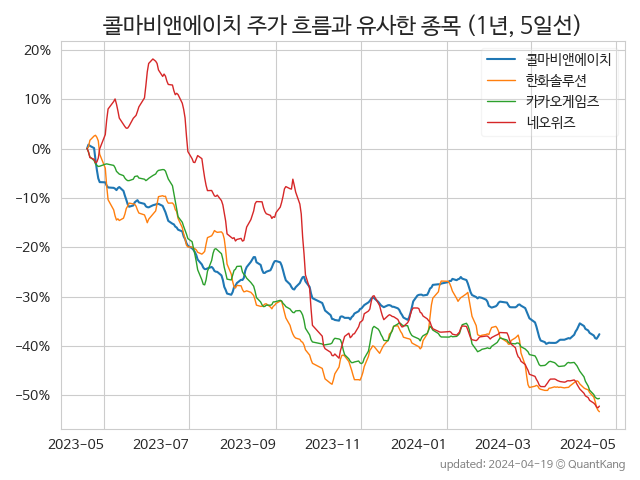 콜마비앤에이치 주가 흐름과 유사한 종목 (1년, 5일선)
콜마비앤에이치
한화솔루션
카카오게임즈
네오위즈
20%
10%
0%
−10%
−20%
−30%
−40%
−50%
2023-05 2023-07 2023-09 2023-11 2024-01 2024-03 2024-05
updated: 2024-04-19 © QuantKang